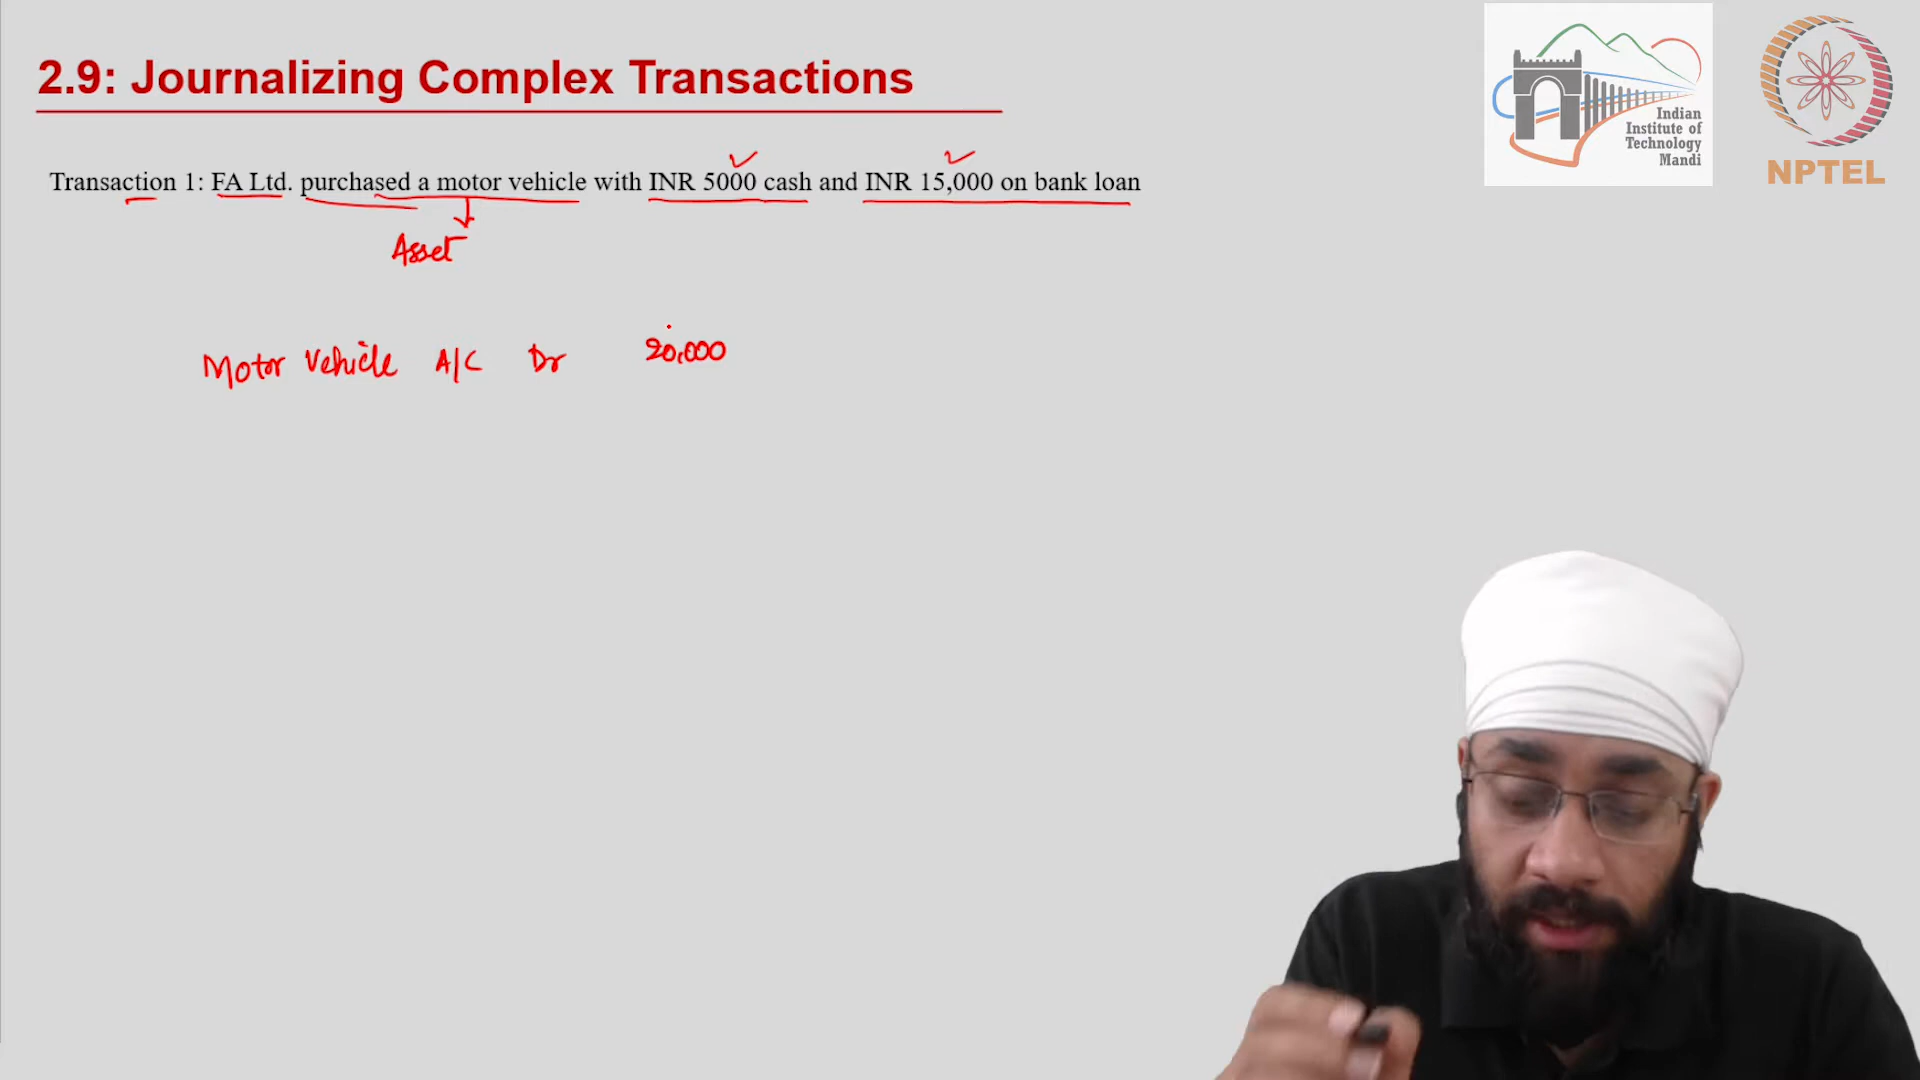 2.9: Journalizing Complex Transactions
Transaction 1: FA Ltd. purchased a motor vehicle with INR 5000 cash and INR 15,000 on bank loan
Asset
Motor Vehicle A/C Dr 20,000
Indian
Institute of
Technology
Mandi
NPTEL